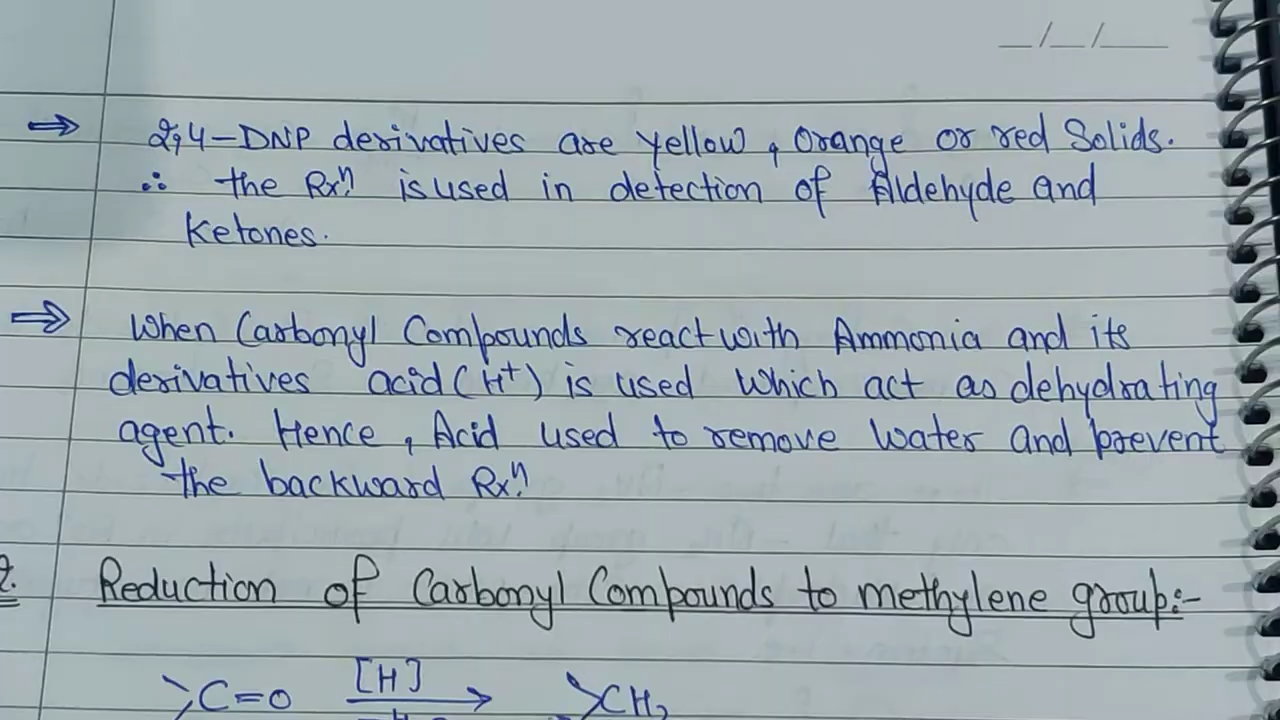 __/__/____
⇒ 2,4-DNP derivatives are yellow, Orange or red Solids.
∴ the Rxⁿ is used in detection of Aldehyde and
Ketones.
⇒ When Carbonyl Compounds react with Ammonia and its
derivatives acid (H⁺) is used which act as dehydrating
agent. Hence, Acid used to remove water and prevent
the backward Rxⁿ
Reduction of Carbonyl Compounds to methylene group:-
>C=O [H] → >CH₂